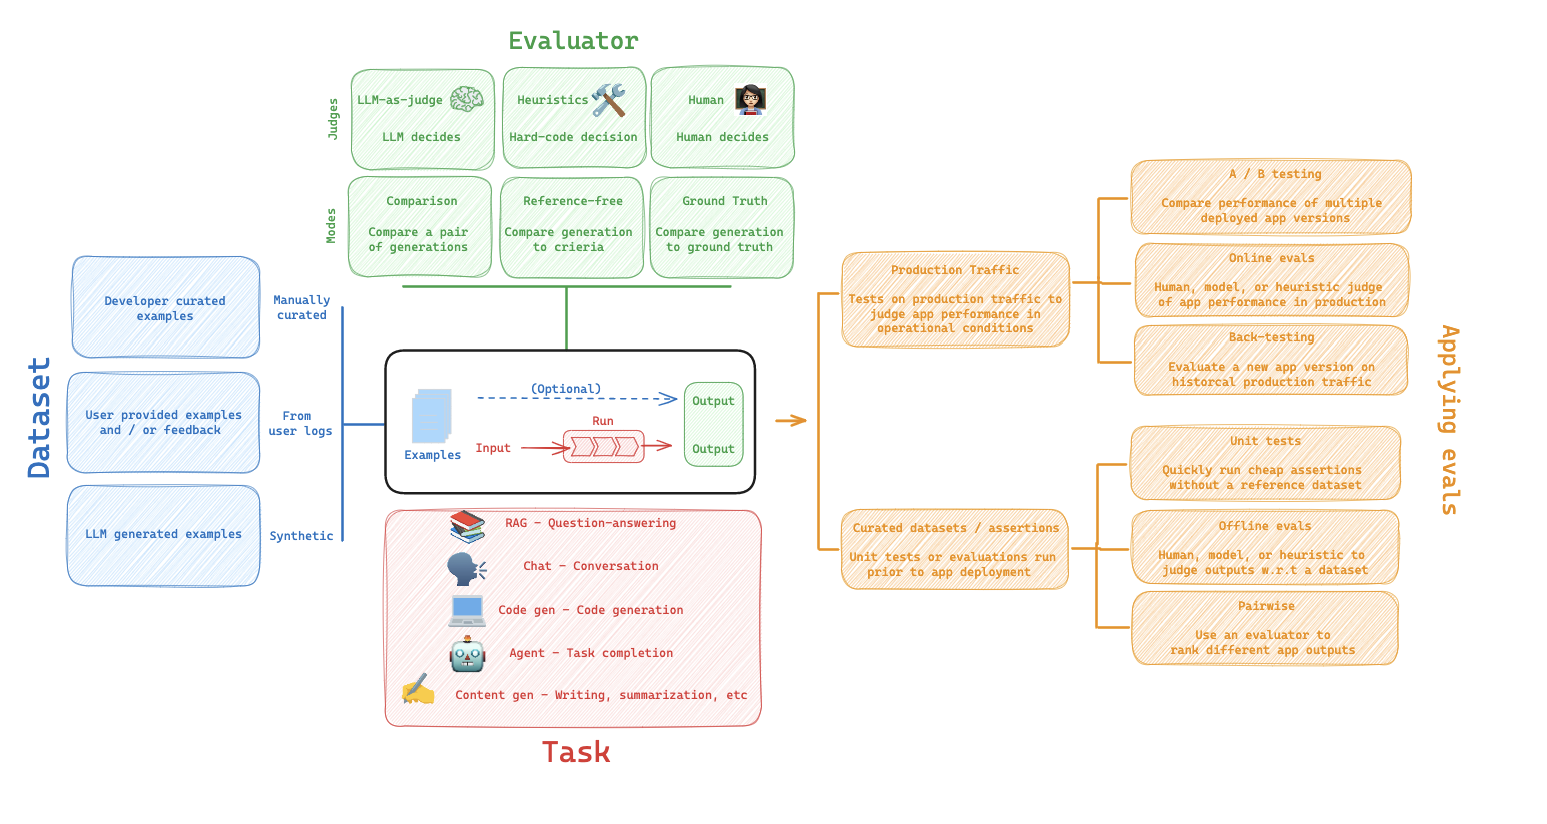 Evaluator
Judges
LLM-as-judge
LLM decides
Heuristics
Hard-code decision
Human
Human decides
Modes
Comparison
Compare a pair
of generations
Reference-free
Compare generation
to crieria
Ground Truth
Compare generation
to ground truth
Dataset
Developer curated
examples
Manually
curated
User provided examples
and / or feedback
From
user logs
LLM generated examples
Synthetic
Examples
(Optional)
Input
Run
Output
Output
RAG - Question-answering
Chat - Conversation
Code gen - Code generation
Agent - Task completion
Content gen - Writing, summarization, etc
Task
Production Traffic
Tests on production traffic to
judge app performance in
operational conditions
A / B testing
Compare performance of multiple
deployed app versions
Online evals
Human, model, or heuristic judge
of app performance in production
Back-testing
Evaluate a new app version on
historcal production traffic
Curated datasets / assertions
Unit tests or evaluations run
prior to app deployment
Unit tests
Quickly run cheap assertions
without a reference dataset
Offline evals
Human, model, or heuristic to
judge outputs w.r.t a dataset
Pairwise
Use an evaluator to
rank different app outputs
Applying evals